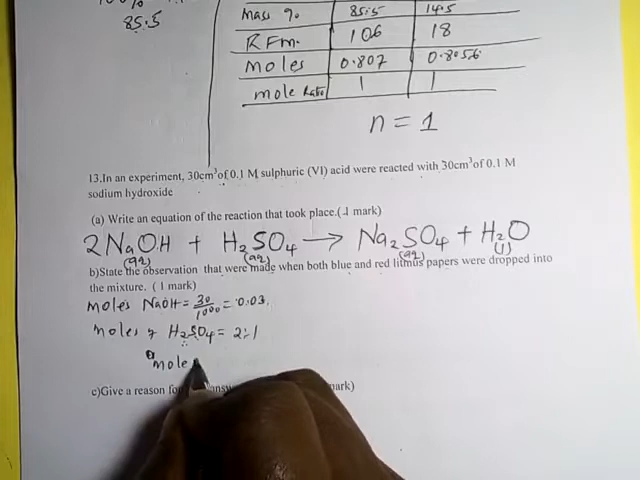 100%
85.5
Mass % 85.5 14.5
RFm. 106 18
moles 0.807 0.8056
mole Ratio 1 1
n = 1
13.In an experiment, 30cm³of 0.1 M sulphuric (VI) acid were reacted with 30cm³of 0.1 M
sodium hydroxide
(a) Write an equation of the reaction that took place.(.1 mark)
2NaOH (aq) + H₂SO₄ (aq) → Na₂SO₄ (aq) + H₂O (l)
b)State the observation that were made when both blue and red litmus papers were dropped into
the mixture. ( 1 mark)
moles NaOH = 30/1000 = 0.03.
moles of H₂SO₄ = 2:1
∴
mole
c)Give a reason for ark)